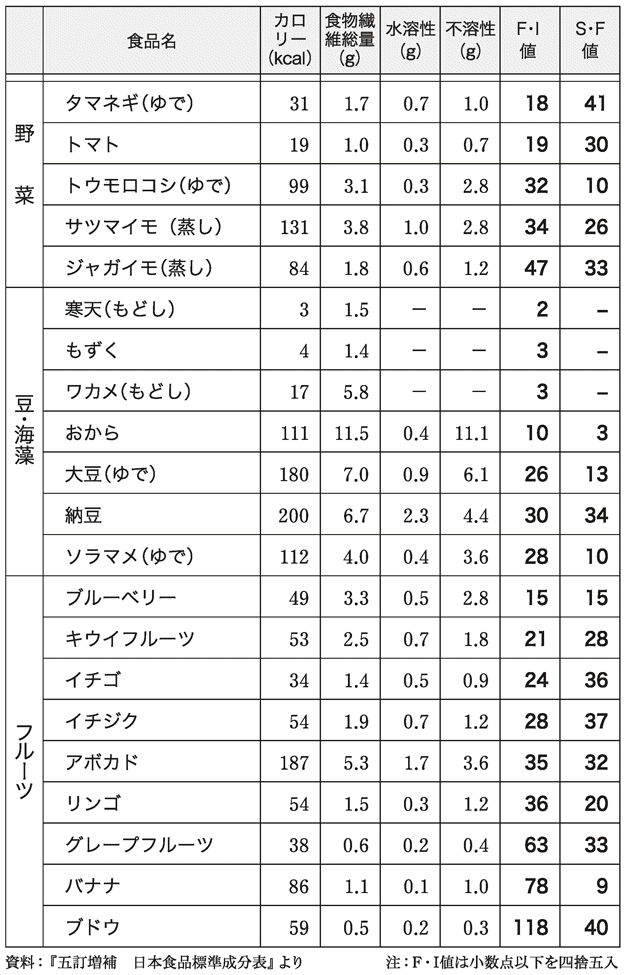 食品名 カロリー(kcal) 食物繊維総量(g) 水溶性(g) 不溶性(g) F・I値 S・F値
野菜
タマネギ(ゆで) 31 1.7 0.7 1.0 18 41
トマト 19 1.0 0.3 0.7 19 30
トウモロコシ(ゆで) 99 3.1 0.3 2.8 32 10
サツマイモ(蒸し) 131 3.8 1.0 2.8 34 26
ジャガイモ(蒸し) 84 1.8 0.6 1.2 47 33
豆・海藻
寒天(もどし) 3 1.5 − − 2 −
もずく 4 1.4 − − 3 −
ワカメ(もどし) 17 5.8 − − 3 −
おから 111 11.5 0.4 11.1 10 3
大豆(ゆで) 180 7.0 0.9 6.1 26 13
納豆 200 6.7 2.3 4.4 30 34
ソラマメ(ゆで) 112 4.0 0.4 3.6 28 10
フルーツ
ブルーベリー 49 3.3 0.5 2.8 15 15
キウイフルーツ 53 2.5 0.7 1.8 21 28
イチゴ 34 1.4 0.5 0.9 24 36
イチジク 54 1.9 0.7 1.2 28 37
アボカド 187 5.3 1.7 3.6 35 32
リンゴ 54 1.5 0.3 1.2 36 20
グレープフルーツ 38 0.6 0.2 0.4 63 33
バナナ 86 1.1 0.1 1.0 78 9
ブドウ 59 0.5 0.2 0.3 118 40
資料:『五訂増補 日本食品標準成分表』より 注:F・I値は小数点以下を四捨五入